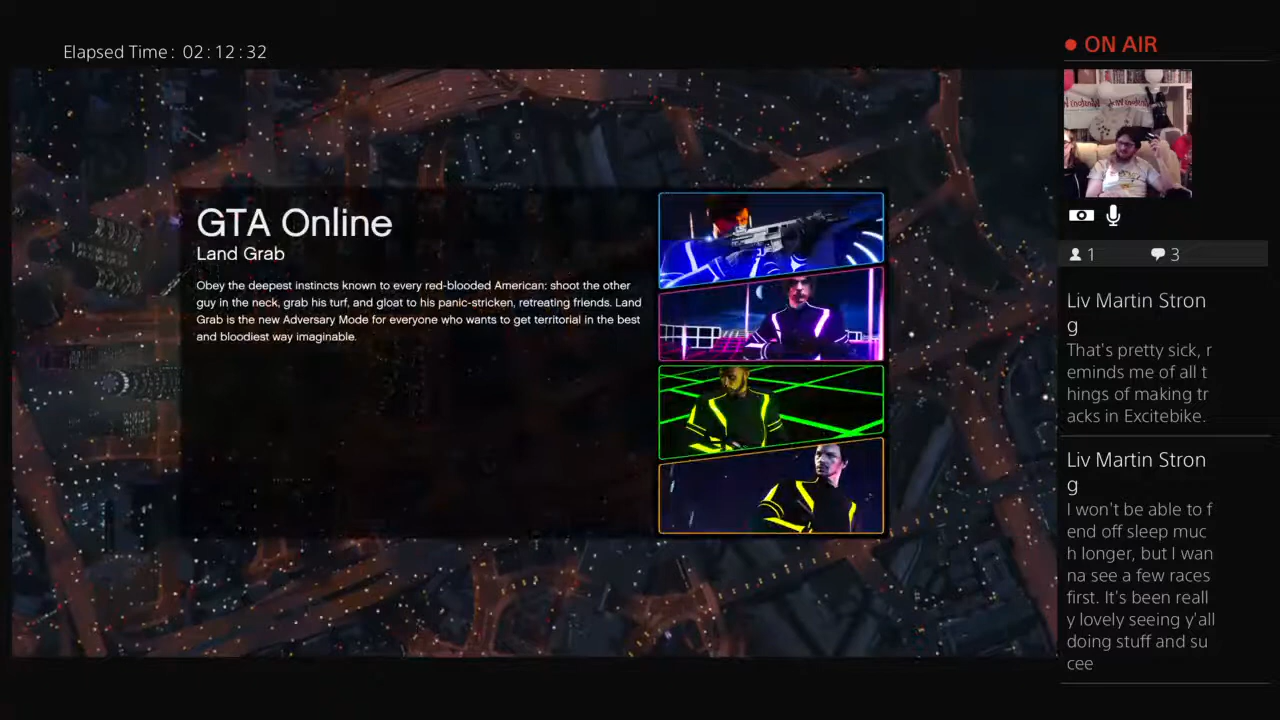 Elapsed Time: 02:12:32
ON AIR
GTA Online
Land Grab
Obey the deepest instincts known to every red-blooded American: shoot the other
guy in the neck, grab his turf, and gloat to his panic-stricken, retreating friends. Land
Grab is the new Adversary Mode for everyone who wants to get territorial in the best
and bloodiest way imaginable.
1
3
Liv Martin Stron
g
That's pretty sick, r
eminds me of all t
hings of making tr
acks in Excitebike.
Liv Martin Stron
g
I won't be able to f
end off sleep muc
h longer, but I wan
na see a few races
first. It's been reall
y lovely seeing y'all
doing stuff and su
cee